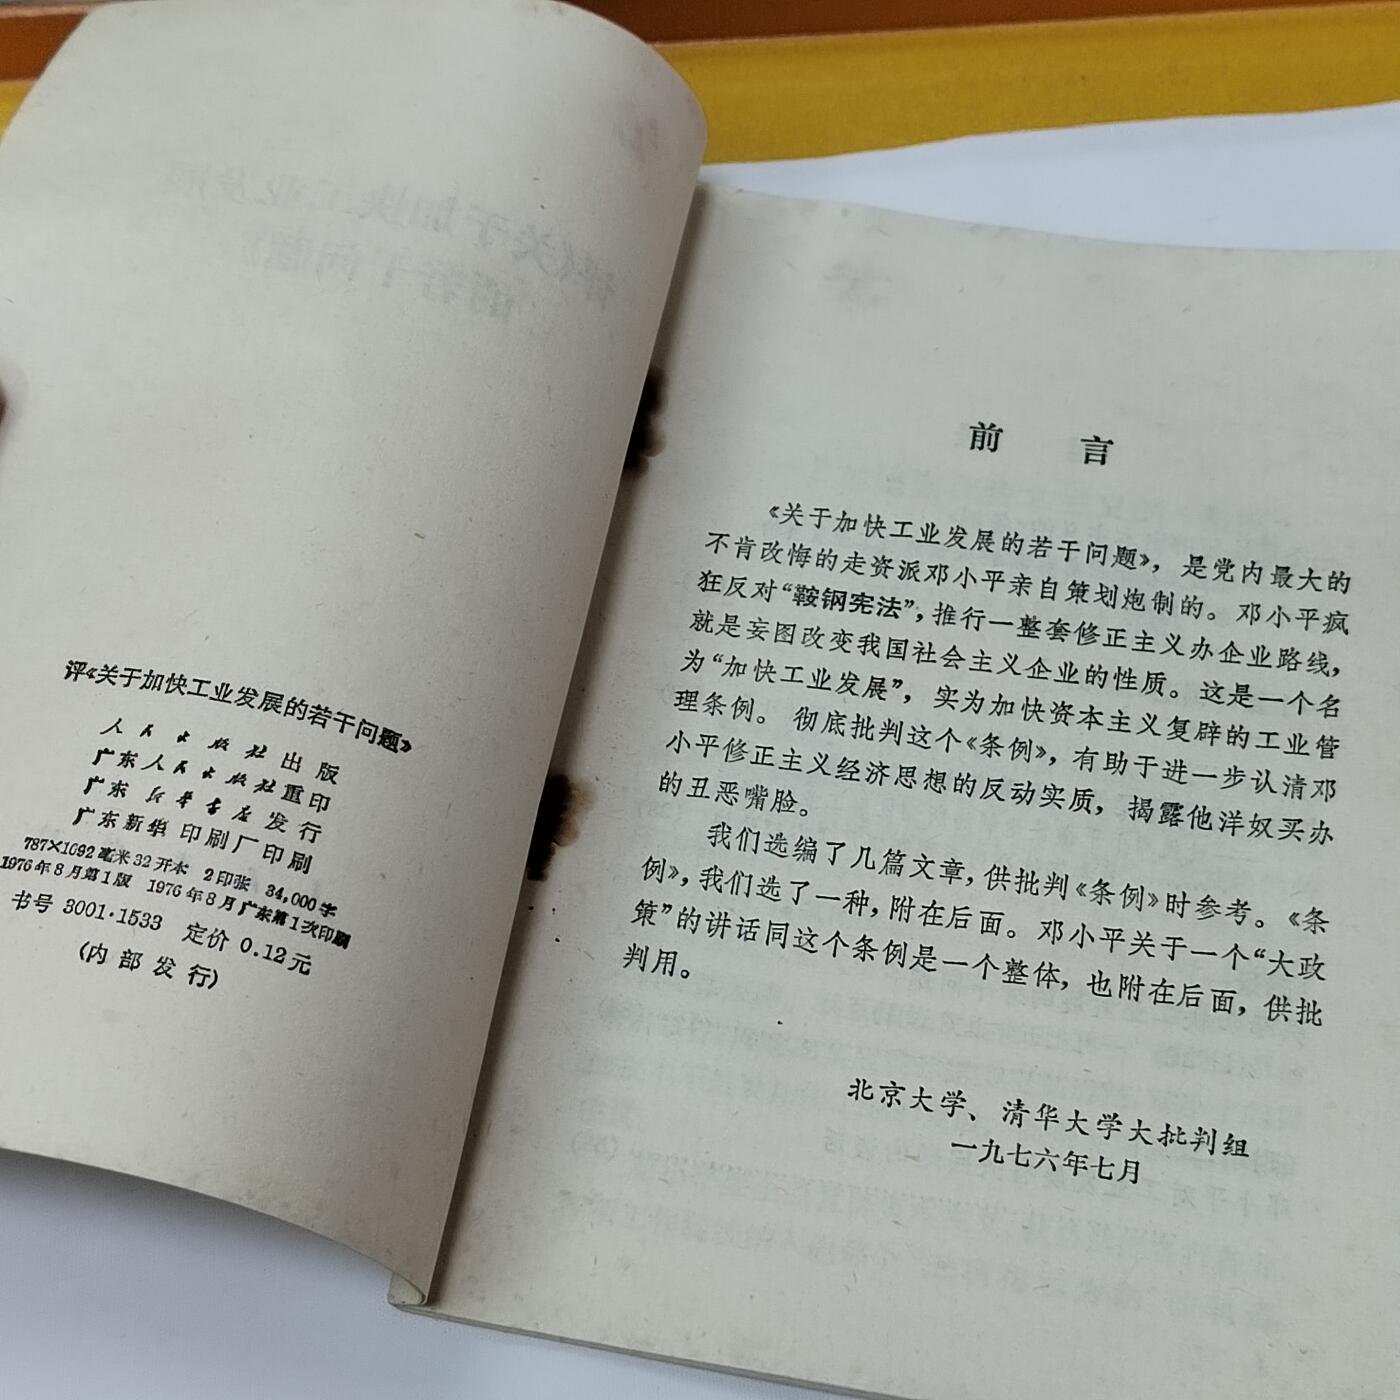 评《关于加快工业发展的若干问题》
人民出版社出版
广东人民出版社重印
广东新华书店发行
广东新华印刷厂印刷
787×1092毫米32开本 2印张 34,000字
1976年8月第1版 1976年8月广东第1次印刷
书号 3001·1533 定价 0.12元
(内部发行)
前 言
《关于加快工业发展的若干问题》，是党内最大的
不肯改悔的走资派邓小平亲自策划炮制的。邓小平疯
狂反对“鞍钢宪法”，推行一整套修正主义办企业路线，
就是妄图改变我国社会主义企业的性质。这是一个名
为“加快工业发展”，实为加快资本主义复辟的工业管
理条例。彻底批判这个《条例》，有助于进一步认清邓
小平修正主义经济思想的反动实质，揭露他洋奴买办
的丑恶嘴脸。
我们选编了几篇文章，供批判《条例》时参考。《条
例》，我们选了一种，附在后面。邓小平关于一个“大政
策”的讲话同这个条例是一个整体，也附在后面，供批
判用。
北京大学、清华大学大批判组
一九七六年七月